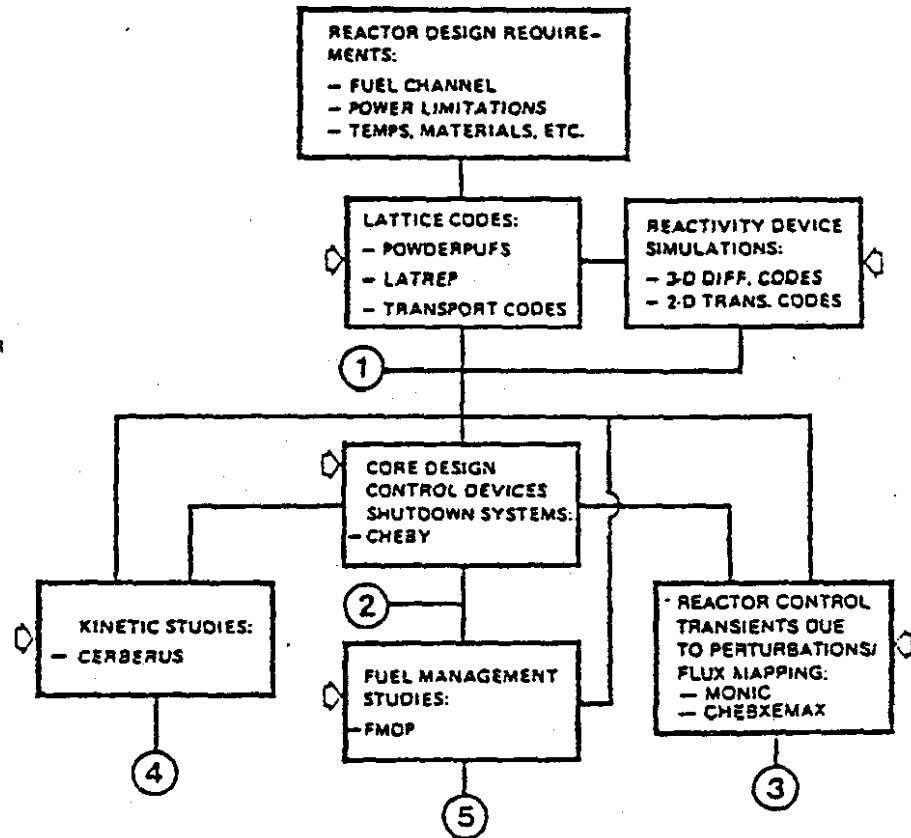 REACTOR DESIGN REQUIRE-
MENTS:
– FUEL CHANNEL
– POWER LIMITATIONS
– TEMPS, MATERIALS, ETC.
LATTICE CODES:
– POWDERPUFS
– LATREP
– TRANSPORT CODES
REACTIVITY DEVICE
SIMULATIONS:
– 3-D DIFF. CODES
– 2-D TRANS. CODES
1
CORE DESIGN
CONTROL DEVICES
SHUTDOWN SYSTEMS:
– CHEBY
2
KINETIC STUDIES:
– CERBERUS
FUEL MANAGEMENT
STUDIES:
– FMDP
REACTOR CONTROL
TRANSIENTS DUE
TO PERTURBATIONS/
FLUX MAPPING:
– MONIC
– CHEBXEMAX
4
5
3